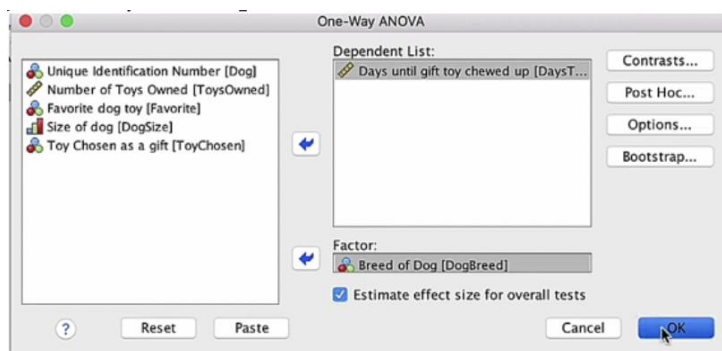 One-Way ANOVA
Unique Identification Number [Dog]
Number of Toys Owned [ToysOwned]
Favorite dog toy [Favorite]
Size of dog [DogSize]
Toy Chosen as a gift [ToyChosen]
Dependent List:
Days until gift toy chewed up [DaysT...
Factor:
Breed of Dog [DogBreed]
Estimate effect size for overall tests
Contrasts...
Post Hoc...
Options...
Bootstrap...
?
Reset
Paste
Cancel
OK